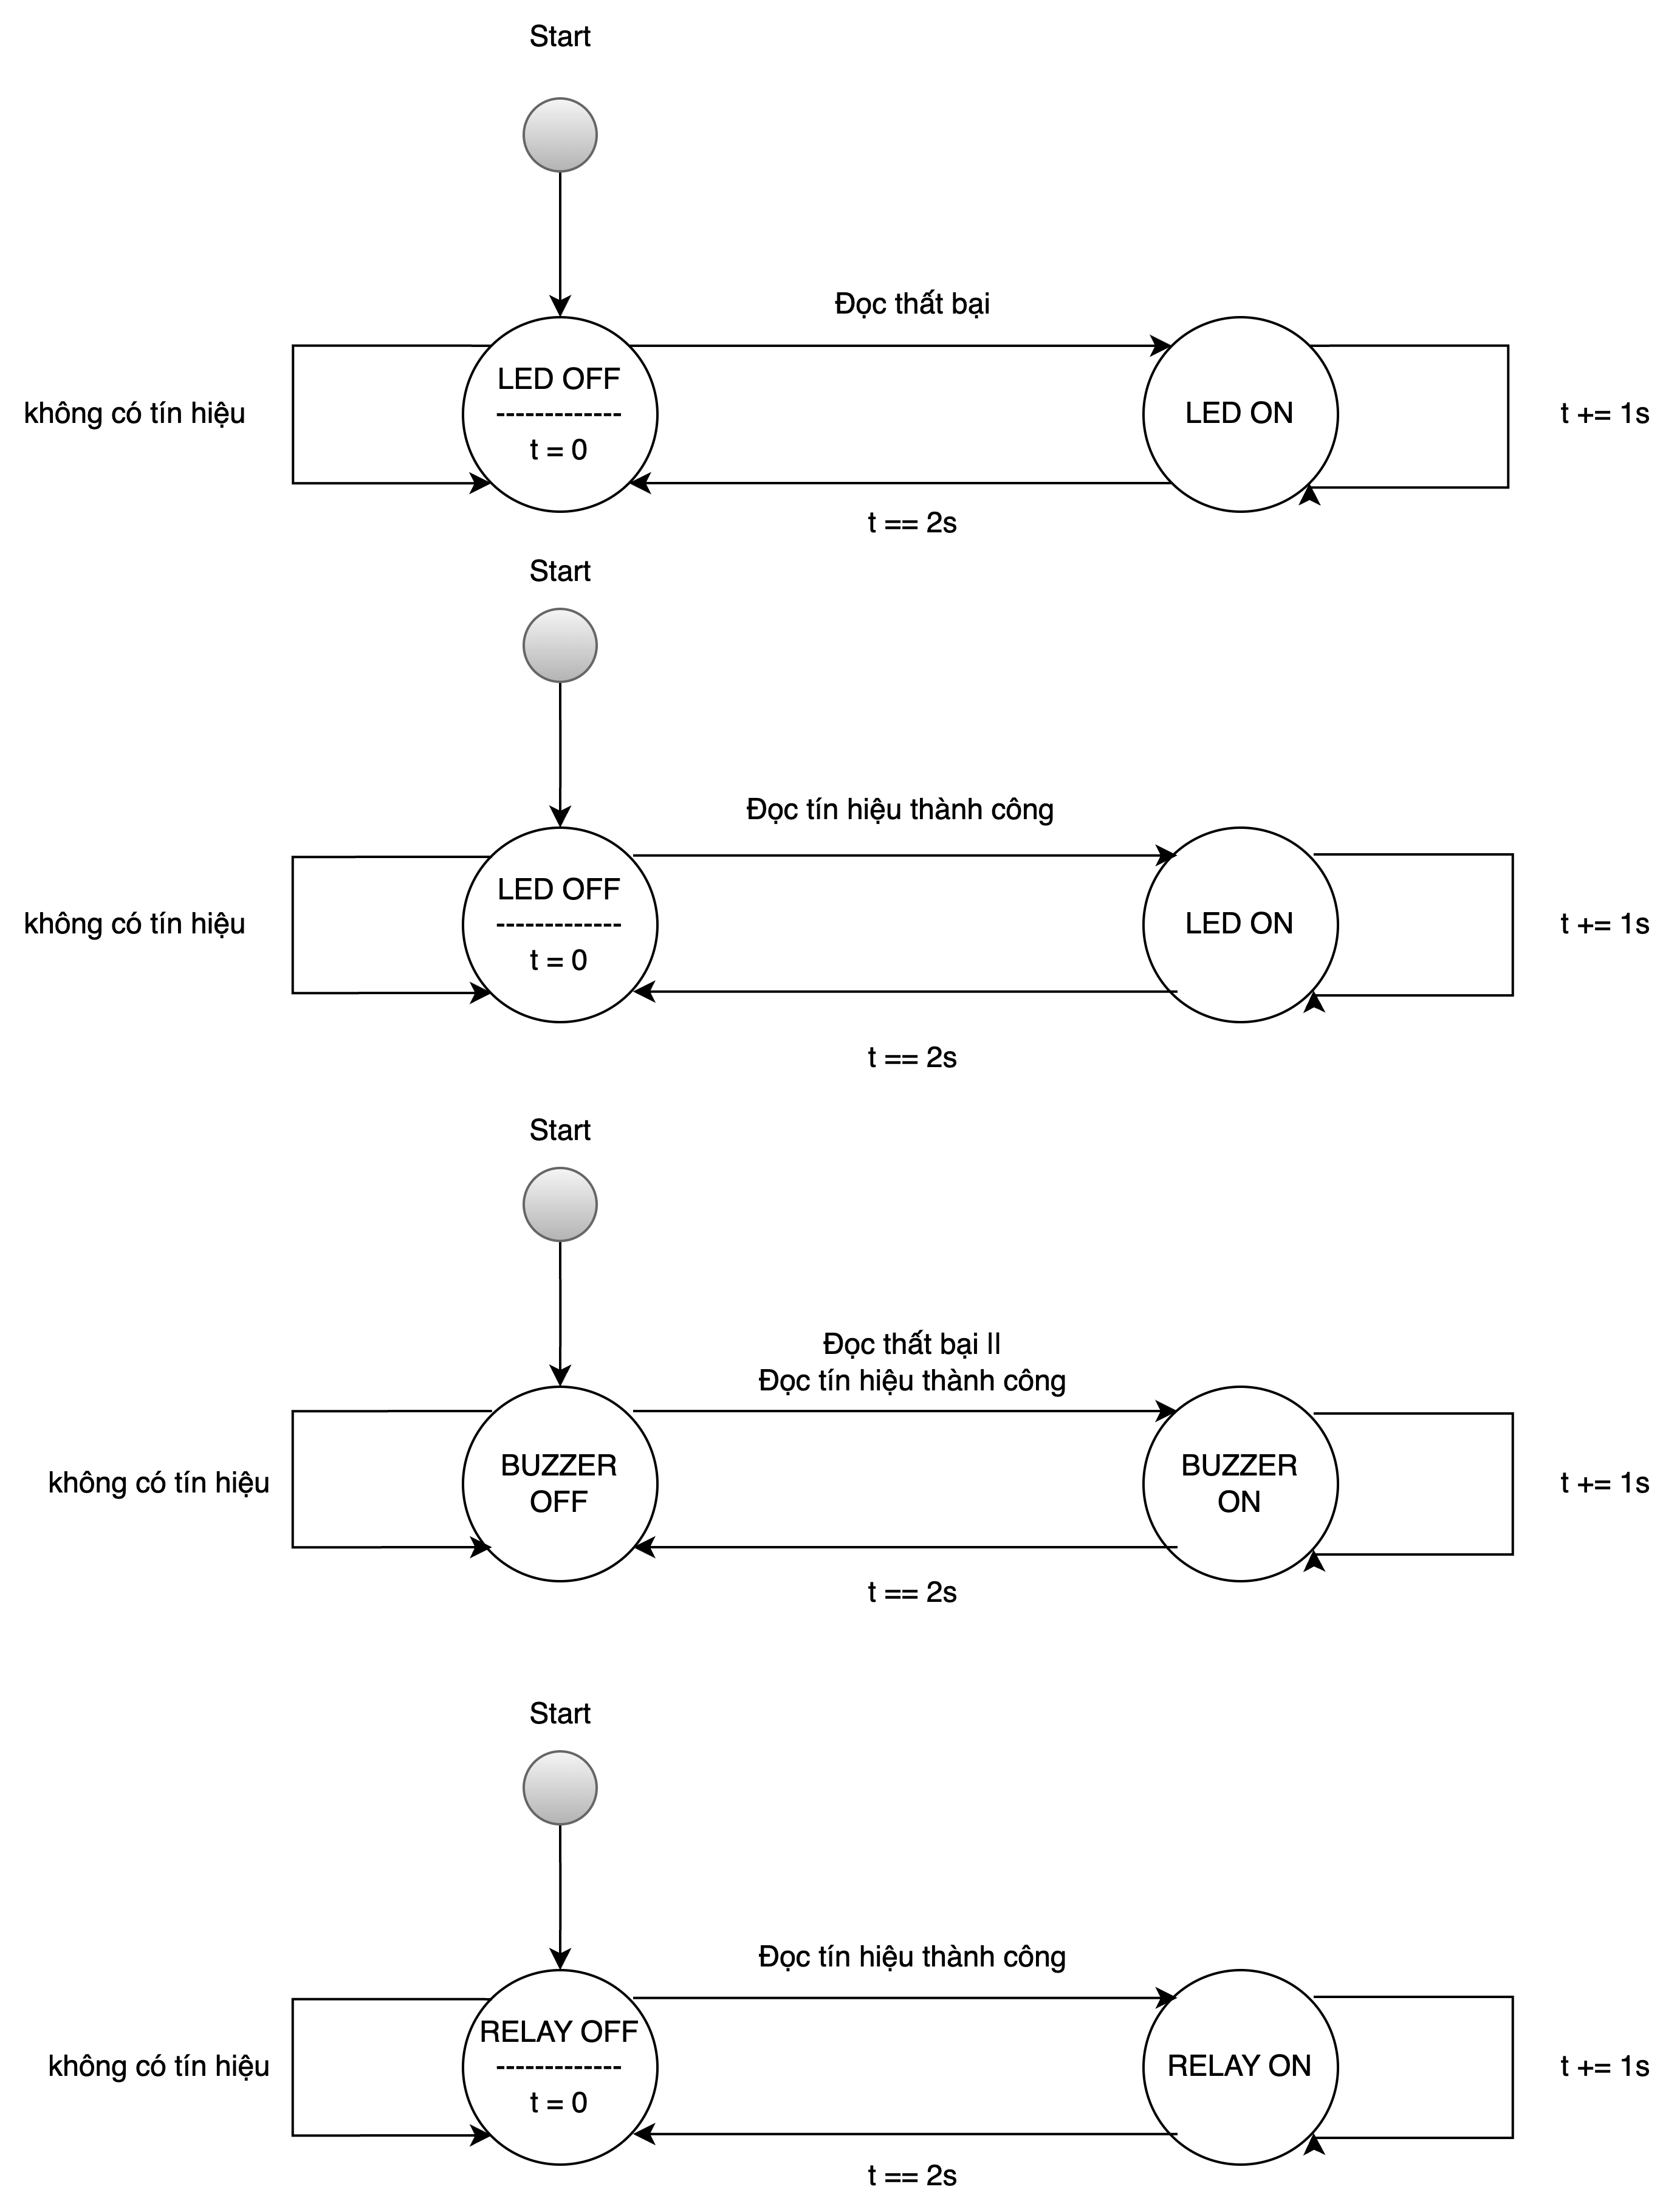 Start
Đọc thất bại
LED OFF
-------------
t = 0
không có tín hiệu
LED ON
t += 1s
t == 2s
Start
Đọc tín hiệu thành công
LED OFF
-------------
t = 0
không có tín hiệu
LED ON
t += 1s
t == 2s
Start
Đọc thất bại ||
Đọc tín hiệu thành công
BUZZER
OFF
không có tín hiệu
BUZZER
ON
t += 1s
t == 2s
Start
Đọc tín hiệu thành công
RELAY OFF
-------------
t = 0
không có tín hiệu
RELAY ON
t += 1s
t == 2s